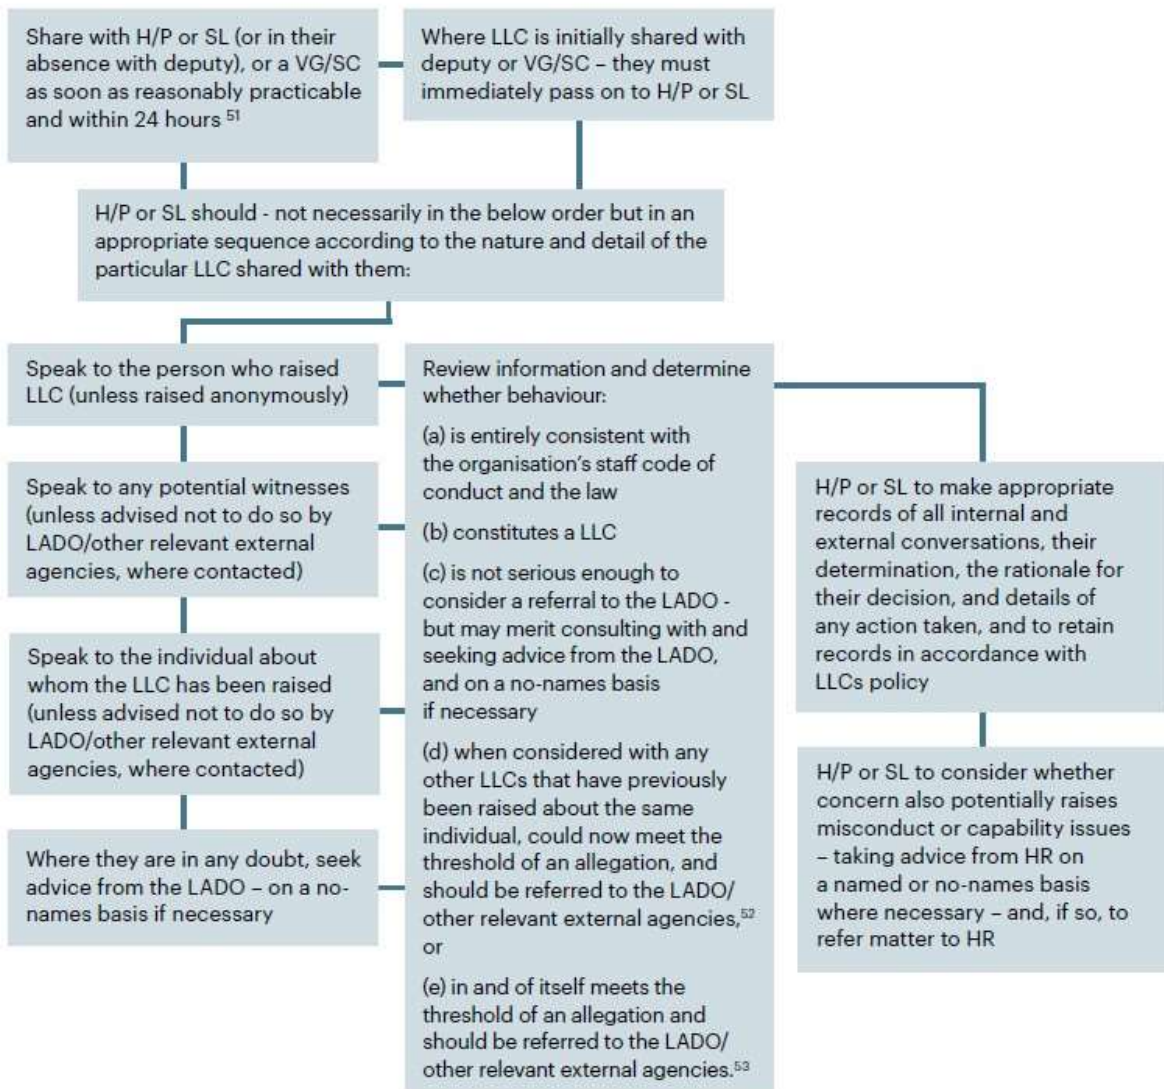 Share with H/P or SL (or in their
absence with deputy), or a VG/SC
as soon as reasonably practicable
and within 24 hours 51
Where LLC is initially shared with
deputy or VG/SC – they must
immediately pass on to H/P or SL
H/P or SL should - not necessarily in the below order but in an
appropriate sequence according to the nature and detail of the
particular LLC shared with them:
Speak to the person who raised
LLC (unless raised anonymously)
Speak to any potential witnesses
(unless advised not to do so by
LADO/other relevant external
agencies, where contacted)
Speak to the individual about
whom the LLC has been raised
(unless advised not to do so by
LADO/other relevant external
agencies, where contacted)
Where they are in any doubt, seek
advice from the LADO – on a no-
names basis if necessary
Review information and determine
whether behaviour:
(a) is entirely consistent with
the organisation's staff code of
conduct and the law
(b) constitutes a LLC
(c) is not serious enough to
consider a referral to the LADO -
but may merit consulting with and
seeking advice from the LADO,
and on a no-names basis
if necessary
(d) when considered with any
other LLCs that have previously
been raised about the same
individual, could now meet the
threshold of an allegation, and
should be referred to the LADO/
other relevant external agencies,52
or
(e) in and of itself meets the
threshold of an allegation and
should be referred to the LADO/
other relevant external agencies.53
H/P or SL to make appropriate
records of all internal and
external conversations, their
determination, the rationale for
their decision, and details of
any action taken, and to retain
records in accordance with
LLCs policy
H/P or SL to consider whether
concern also potentially raises
misconduct or capability issues
– taking advice from HR on
a named or no-names basis
where necessary – and, if so, to
refer matter to HR